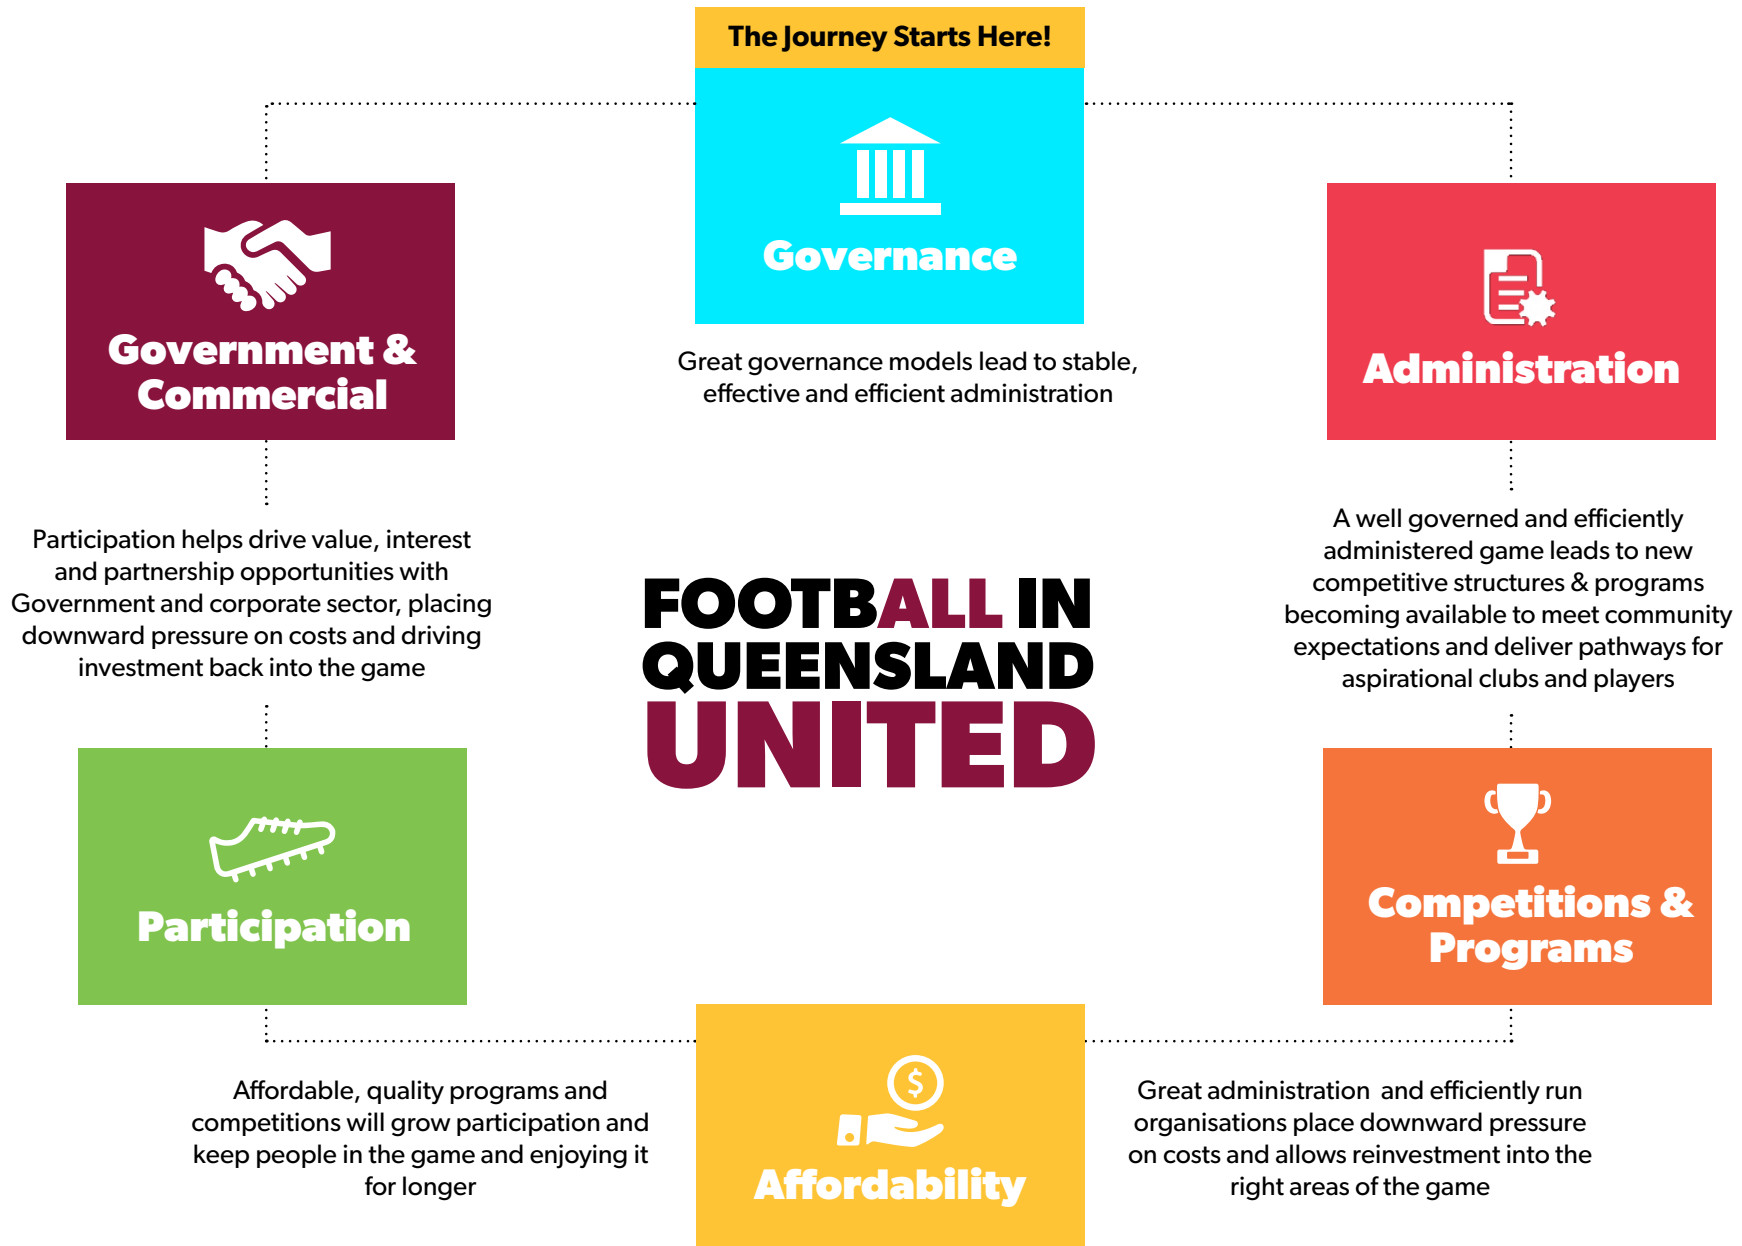 The Journey Starts Here!
Governance
Great governance models lead to stable,
effective and efficient administration
Administration
A well governed and efficiently
administered game leads to new
competitive structures & programs
becoming available to meet community
expectations and deliver pathways for
aspirational clubs and players
Competitions &
Programs
Great administration  and efficiently run
organisations place downward pressure
on costs and allows reinvestment into the
right areas of the game
$
Affordability
Affordable, quality programs and
competitions will grow participation and
keep people in the game and enjoying it
for longer
Participation
Participation helps drive value, interest
and partnership opportunities with
Government and corporate sector, placing
downward pressure on costs and driving
investment back into the game
Government &
Commercial
FOOTBALL IN
QUEENSLAND
UNITED